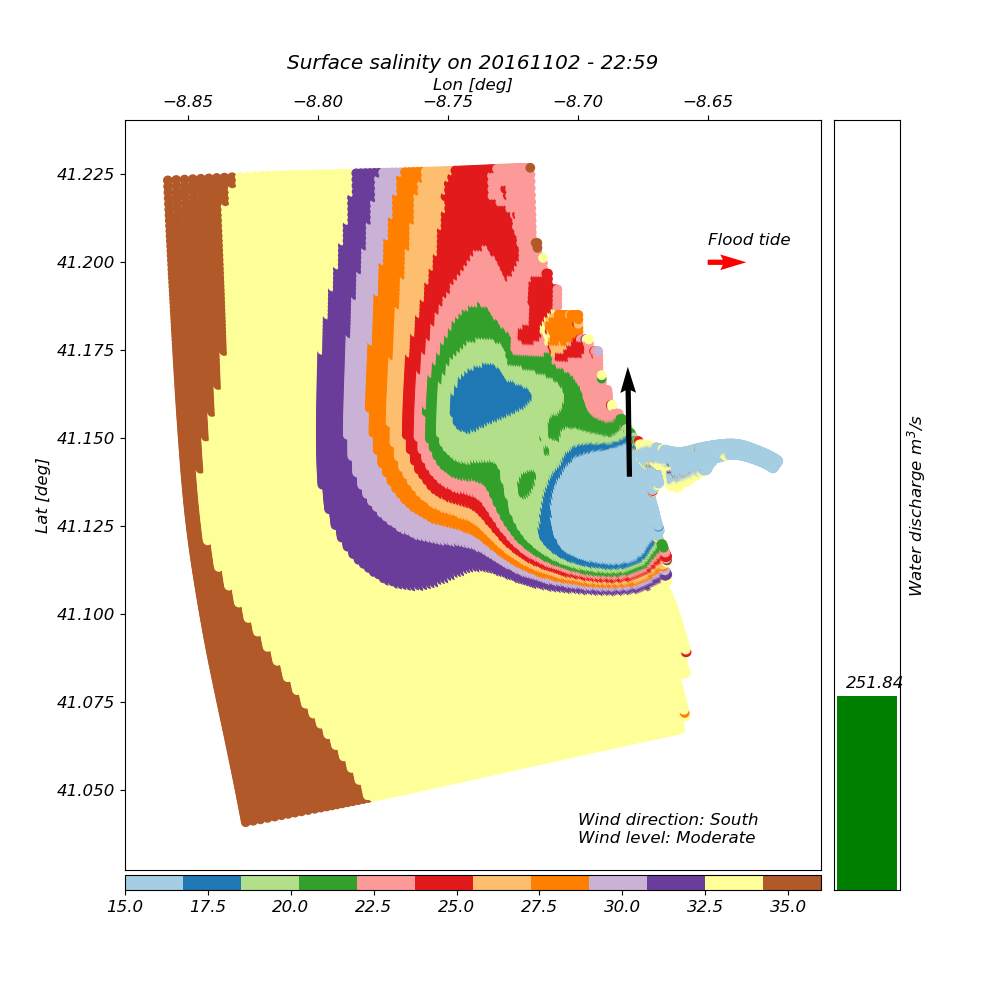 Surface salinity on 20161102 - 22:59
Lon [deg]
−8.85 −8.80 −8.75 −8.70 −8.65
41.225
41.200
41.175
41.150
41.125
41.100
41.075
41.050
Lat [deg]
Flood tide
Wind direction: South
Wind level: Moderate
15.0 17.5 20.0 22.5 25.0 27.5 30.0 32.5 35.0
251.84
Water discharge m³/s